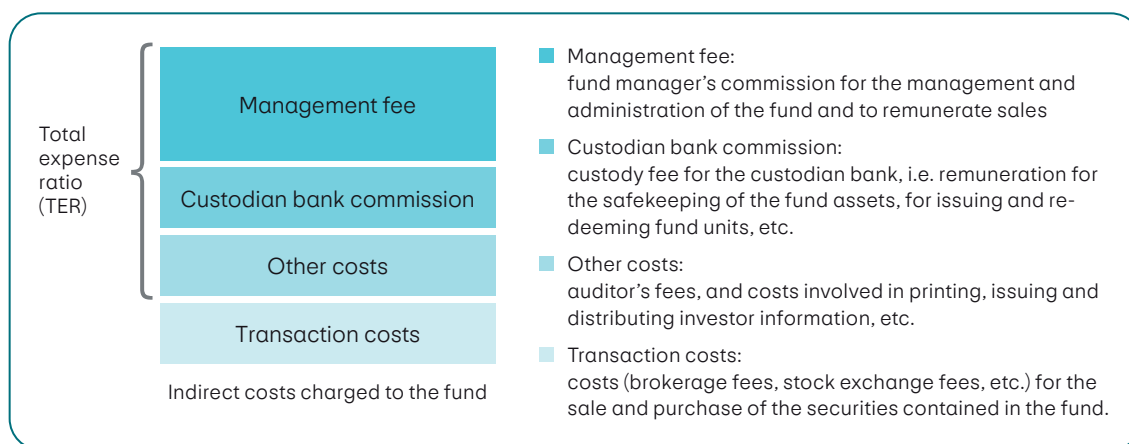 Total
expense
ratio
(TER)
Management fee
Custodian bank commission
Other costs
Transaction costs
Indirect costs charged to the fund
Management fee:
fund manager's commission for the management and
administration of the fund and to remunerate sales
Custodian bank commission:
custody fee for the custodian bank, i.e. remuneration for
the safekeeping of the fund assets, for issuing and re-
deeming fund units, etc.
Other costs:
auditor's fees, and costs involved in printing, issuing and
distributing investor information, etc.
Transaction costs:
costs (brokerage fees, stock exchange fees, etc.) for the
sale and purchase of the securities contained in the fund.